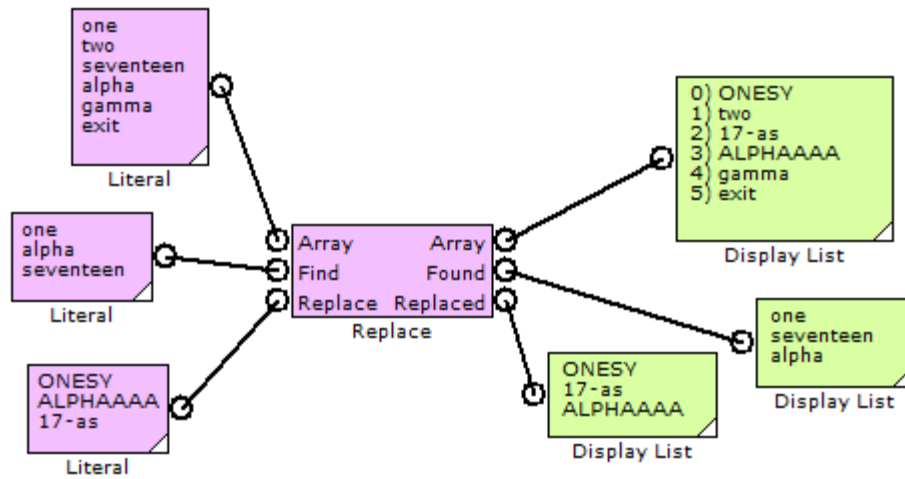 one
two
seventeen
alpha
gamma
exit
Literal
one
alpha
seventeen
Literal
ONESY
ALPHAAAA
17-as
Literal
Array Array
Find Found
Replace Replaced
Replace
0) ONESY
1) two
2) 17-as
3) ALPHAAAA
4) gamma
5) exit
Display List
one
seventeen
alpha
Display List
ONESY
17-as
ALPHAAAA
Display List